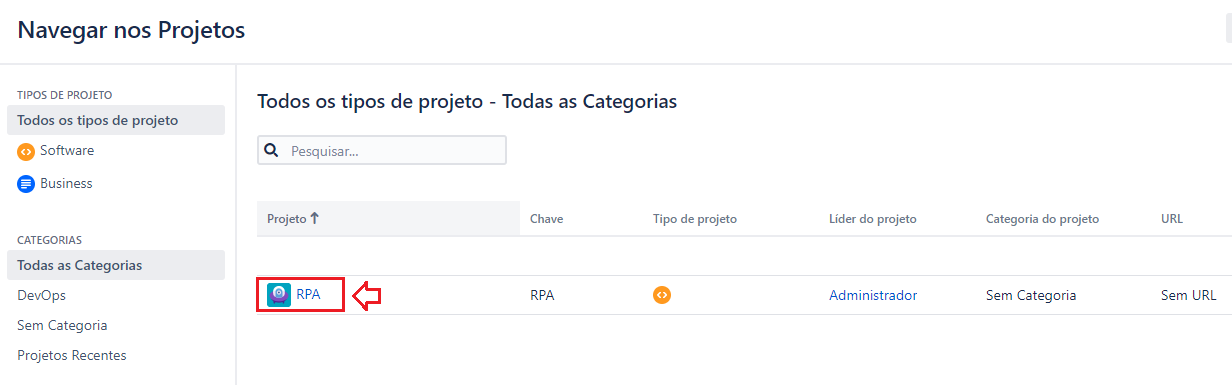 Navegar nos Projetos
TIPOS DE PROJETO
Todos os tipos de projeto
Software
Business
CATEGORIAS
Todas as Categorias
DevOps
Sem Categoria
Projetos Recentes
Todos os tipos de projeto - Todas as Categorias
Pesquisar...
Projeto Chave Tipo de projeto Líder do projeto Categoria do projeto URL
RPA RPA Administrador Sem Categoria Sem URL